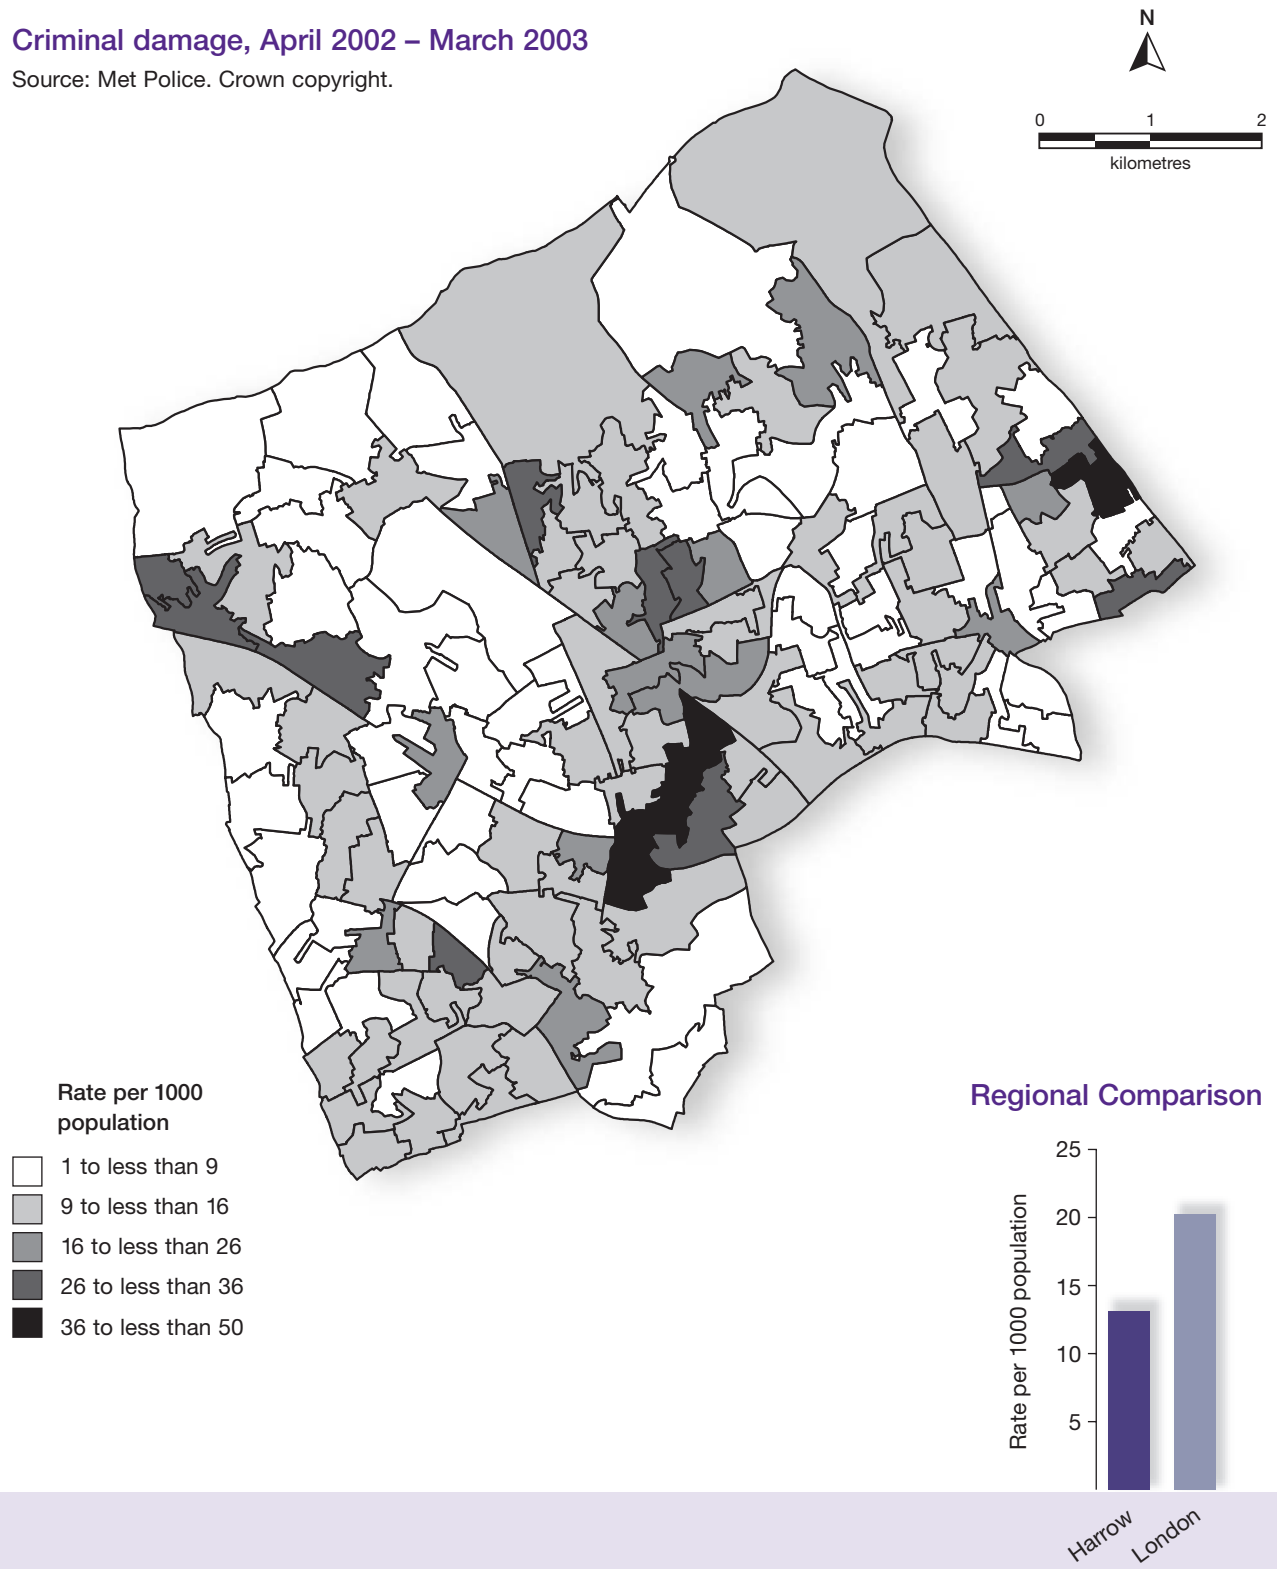 Criminal damage, April 2002 – March 2003
Source: Met Police. Crown copyright.
N
0 1 2
kilometres
Rate per 1000
population
1 to less than 9
9 to less than 16
16 to less than 26
26 to less than 36
36 to less than 50
Regional Comparison
25
20
15
10
5
Rate per 1000 population
Harrow
London